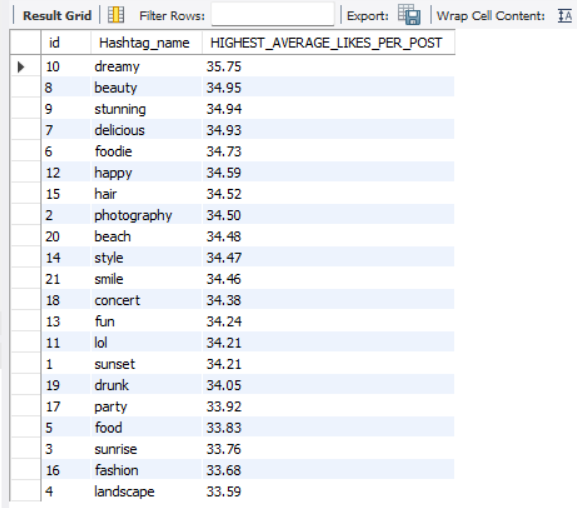 Result Grid Filter Rows: Export: Wrap Cell Content: IA
id Hashtag_name HIGHEST_AVERAGE_LIKES_PER_POST
10 dreamy 35.75
8 beauty 34.95
9 stunning 34.94
7 delicious 34.93
6 foodie 34.73
12 happy 34.59
15 hair 34.52
2 photography 34.50
20 beach 34.48
14 style 34.47
21 smile 34.46
18 concert 34.38
13 fun 34.24
11 lol 34.21
1 sunset 34.21
19 drunk 34.05
17 party 33.92
5 food 33.83
3 sunrise 33.76
16 fashion 33.68
4 landscape 33.59